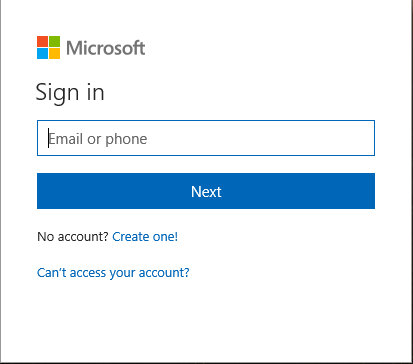 Microsoft
Sign in
Email or phone
Next
No account? Create one!
Can't access your account?